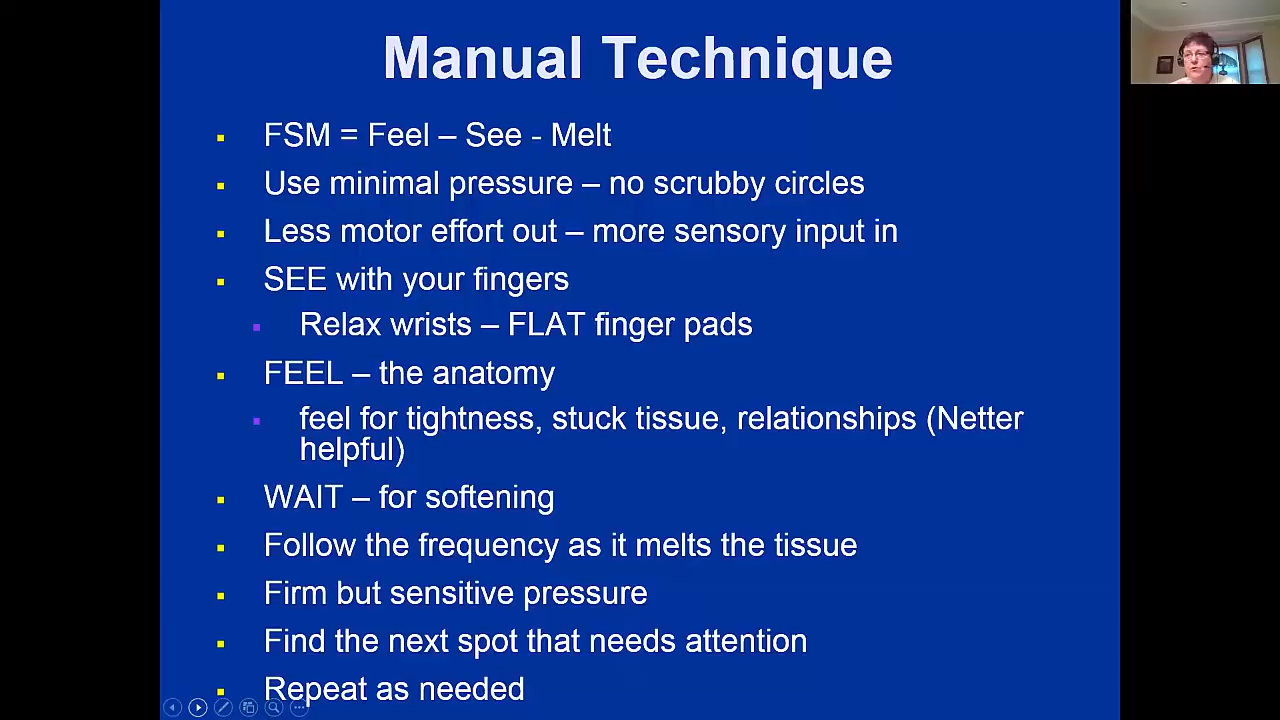 Manual Technique
FSM = Feel – See - Melt
Use minimal pressure – no scrubby circles
Less motor effort out – more sensory input in
SEE with your fingers
Relax wrists – FLAT finger pads
FEEL – the anatomy
feel for tightness, stuck tissue, relationships (Netter
helpful)
WAIT – for softening
Follow the frequency as it melts the tissue
Firm but sensitive pressure
Find the next spot that needs attention
Repeat as needed